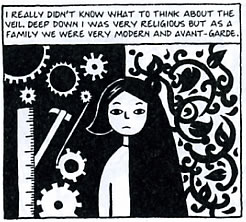 I REALLY DIDN'T KNOW WHAT TO THINK ABOUT THE
VEIL. DEEP DOWN I WAS VERY RELIGIOUS BUT AS A
FAMILY WE WERE VERY MODERN AND AVANT-GARDE.